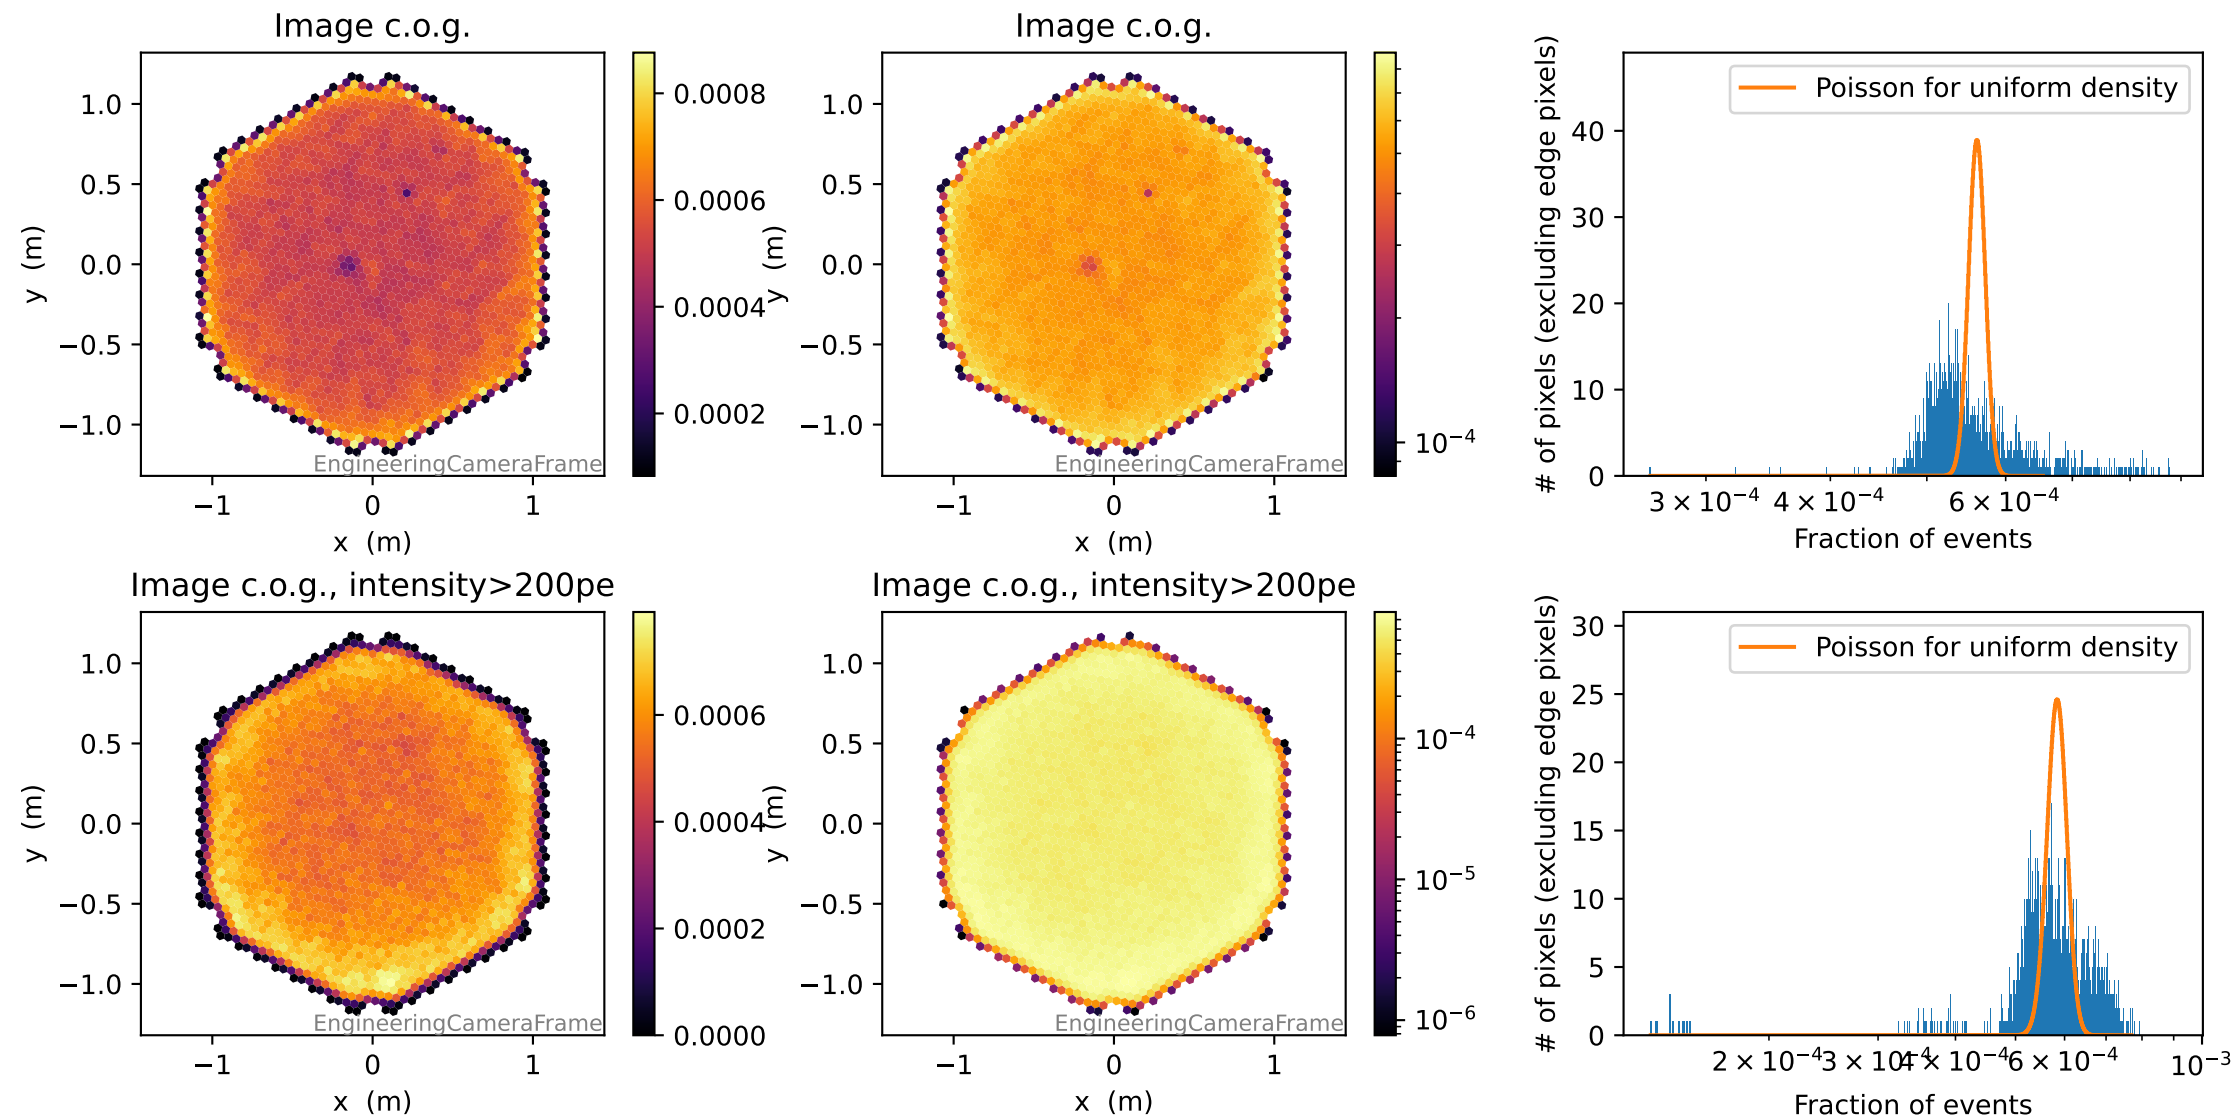 Image c.o.g.
y (m)
1.0
0.5
0.0
−0.5
−1.0
EngineeringCameraFrame
−1 0 1
x (m)
0.0008
0.0006
0.0004
0.0002
Image c.o.g.
y (m)
1.0
0.5
0.0
−0.5
−1.0
EngineeringCameraFrame
−1 0 1
x (m)
10⁻⁴
# of pixels (excluding edge pixels)
40
30
20
10
0
Poisson for uniform density
3 × 10⁻⁴ 4 × 10⁻⁴ 6 × 10⁻⁴
Fraction of events
Image c.o.g., intensity>200pe
y (m)
1.0
0.5
0.0
−0.5
−1.0
EngineeringCameraFrame
−1 0 1
x (m)
0.0006
0.0004
0.0002
0.0000
Image c.o.g., intensity>200pe
y (m)
1.0
0.5
0.0
−0.5
−1.0
EngineeringCameraFrame
−1 0 1
x (m)
10⁻⁴
10⁻⁵
10⁻⁶
# of pixels (excluding edge pixels)
30
25
20
15
10
5
0
Poisson for uniform density
2 × 10⁻⁴ 3 × 10⁻⁴ 4 × 10⁻⁴ 6 × 10⁻⁴ 10⁻³
Fraction of events